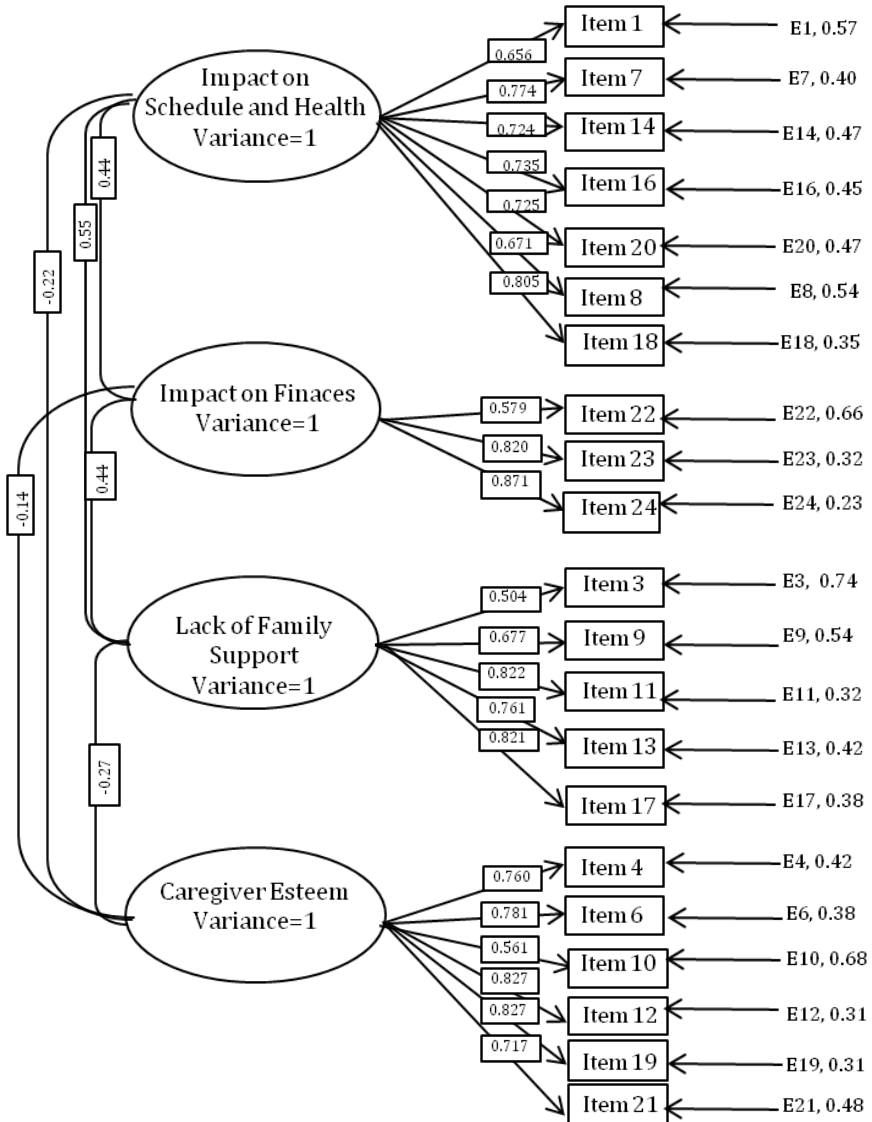 Impact on
Schedule and Health
Variance=1
0.656
0.774
0.724
0.735
0.725
0.671
0.805
Item 1
Item 7
Item 14
Item 16
Item 20
Item 8
Item 18
E1, 0.57
E7, 0.40
E14, 0.47
E16, 0.45
E20, 0.47
E8, 0.54
E18, 0.35
0.44
0.55
-0.22
Impact on Finaces
Variance=1
0.579
0.820
0.871
Item 22
Item 23
Item 24
E22, 0.66
E23, 0.32
E24, 0.23
0.44
-0.14
Lack of Family
Support
Variance=1
0.504
0.677
0.822
0.761
0.821
Item 3
Item 9
Item 11
Item 13
Item 17
E3, 0.74
E9, 0.54
E11, 0.32
E13, 0.42
E17, 0.38
-0.27
Caregiver Esteem
Variance=1
0.760
0.781
0.561
0.827
0.827
0.717
Item 4
Item 6
Item 10
Item 12
Item 19
Item 21
E4, 0.42
E6, 0.38
E10, 0.68
E12, 0.31
E19, 0.31
E21, 0.48